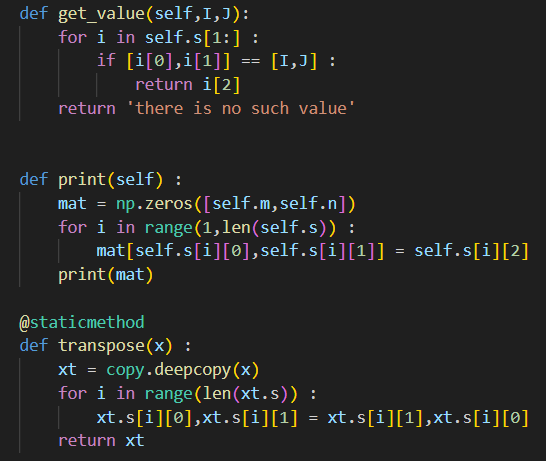 def get_value(self,I,J):
    for i in self.s[1:] :
        if [i[0],i[1]] == [I,J] :
            return i[2]
    return 'there is no such value'
def print(self) :
    mat = np.zeros([self.m,self.n])
    for i in range(1,len(self.s)) :
        mat[self.s[i][0],self.s[i][1]] = self.s[i][2]
    print(mat)
@staticmethod
def transpose(x) :
    xt = copy.deepcopy(x)
    for i in range(len(xt.s)) :
        xt.s[i][0],xt.s[i][1] = xt.s[i][1],xt.s[i][0]
    return xt